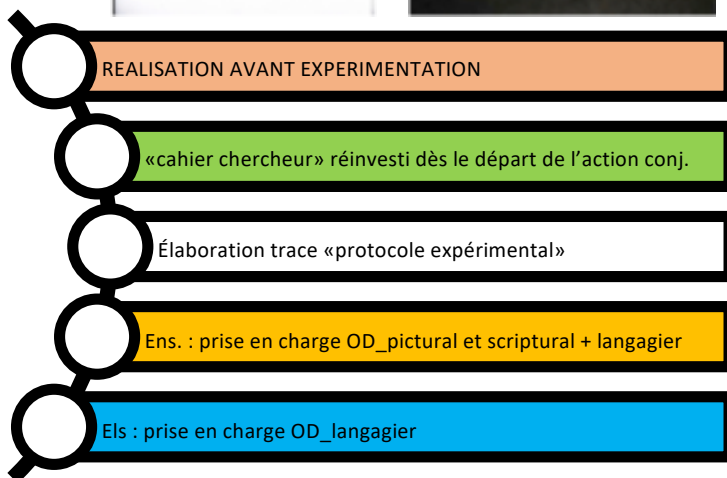 REALISATION AVANT EXPERIMENTATION
«cahier chercheur» réinvesti dès le départ de l’action conj.
Élaboration trace «protocole expérimental»
Ens. : prise en charge OD_pictural et scriptural + langagier
Els : prise en charge OD_langagier